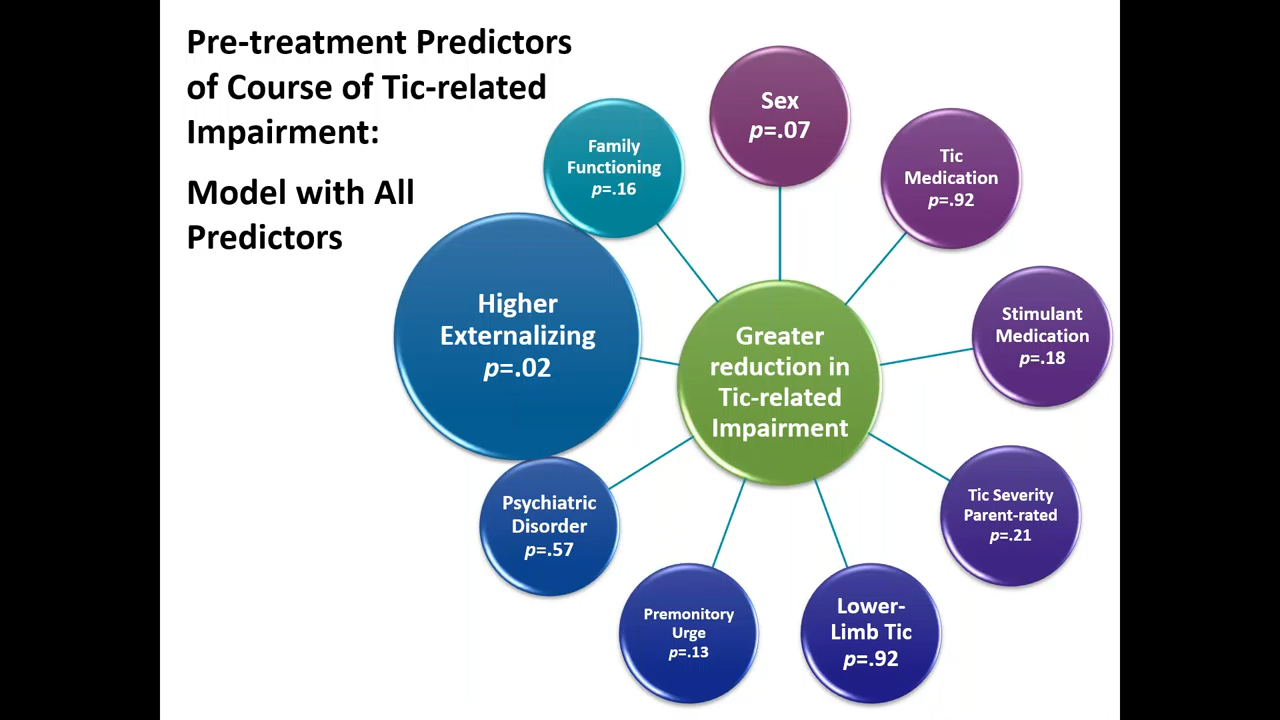 Pre-treatment Predictors
of Course of Tic-related
Impairment:
Model with All
Predictors
Sex
p=.07
Tic
Medication
p=.92
Stimulant
Medication
p=.18
Tic Severity
Parent-rated
p=.21
Lower-
Limb Tic
p=.92
Premonitory
Urge
p=.13
Psychiatric
Disorder
p=.57
Higher
Externalizing
p=.02
Family
Functioning
p=.16
Greater
reduction in
Tic-related
Impairment